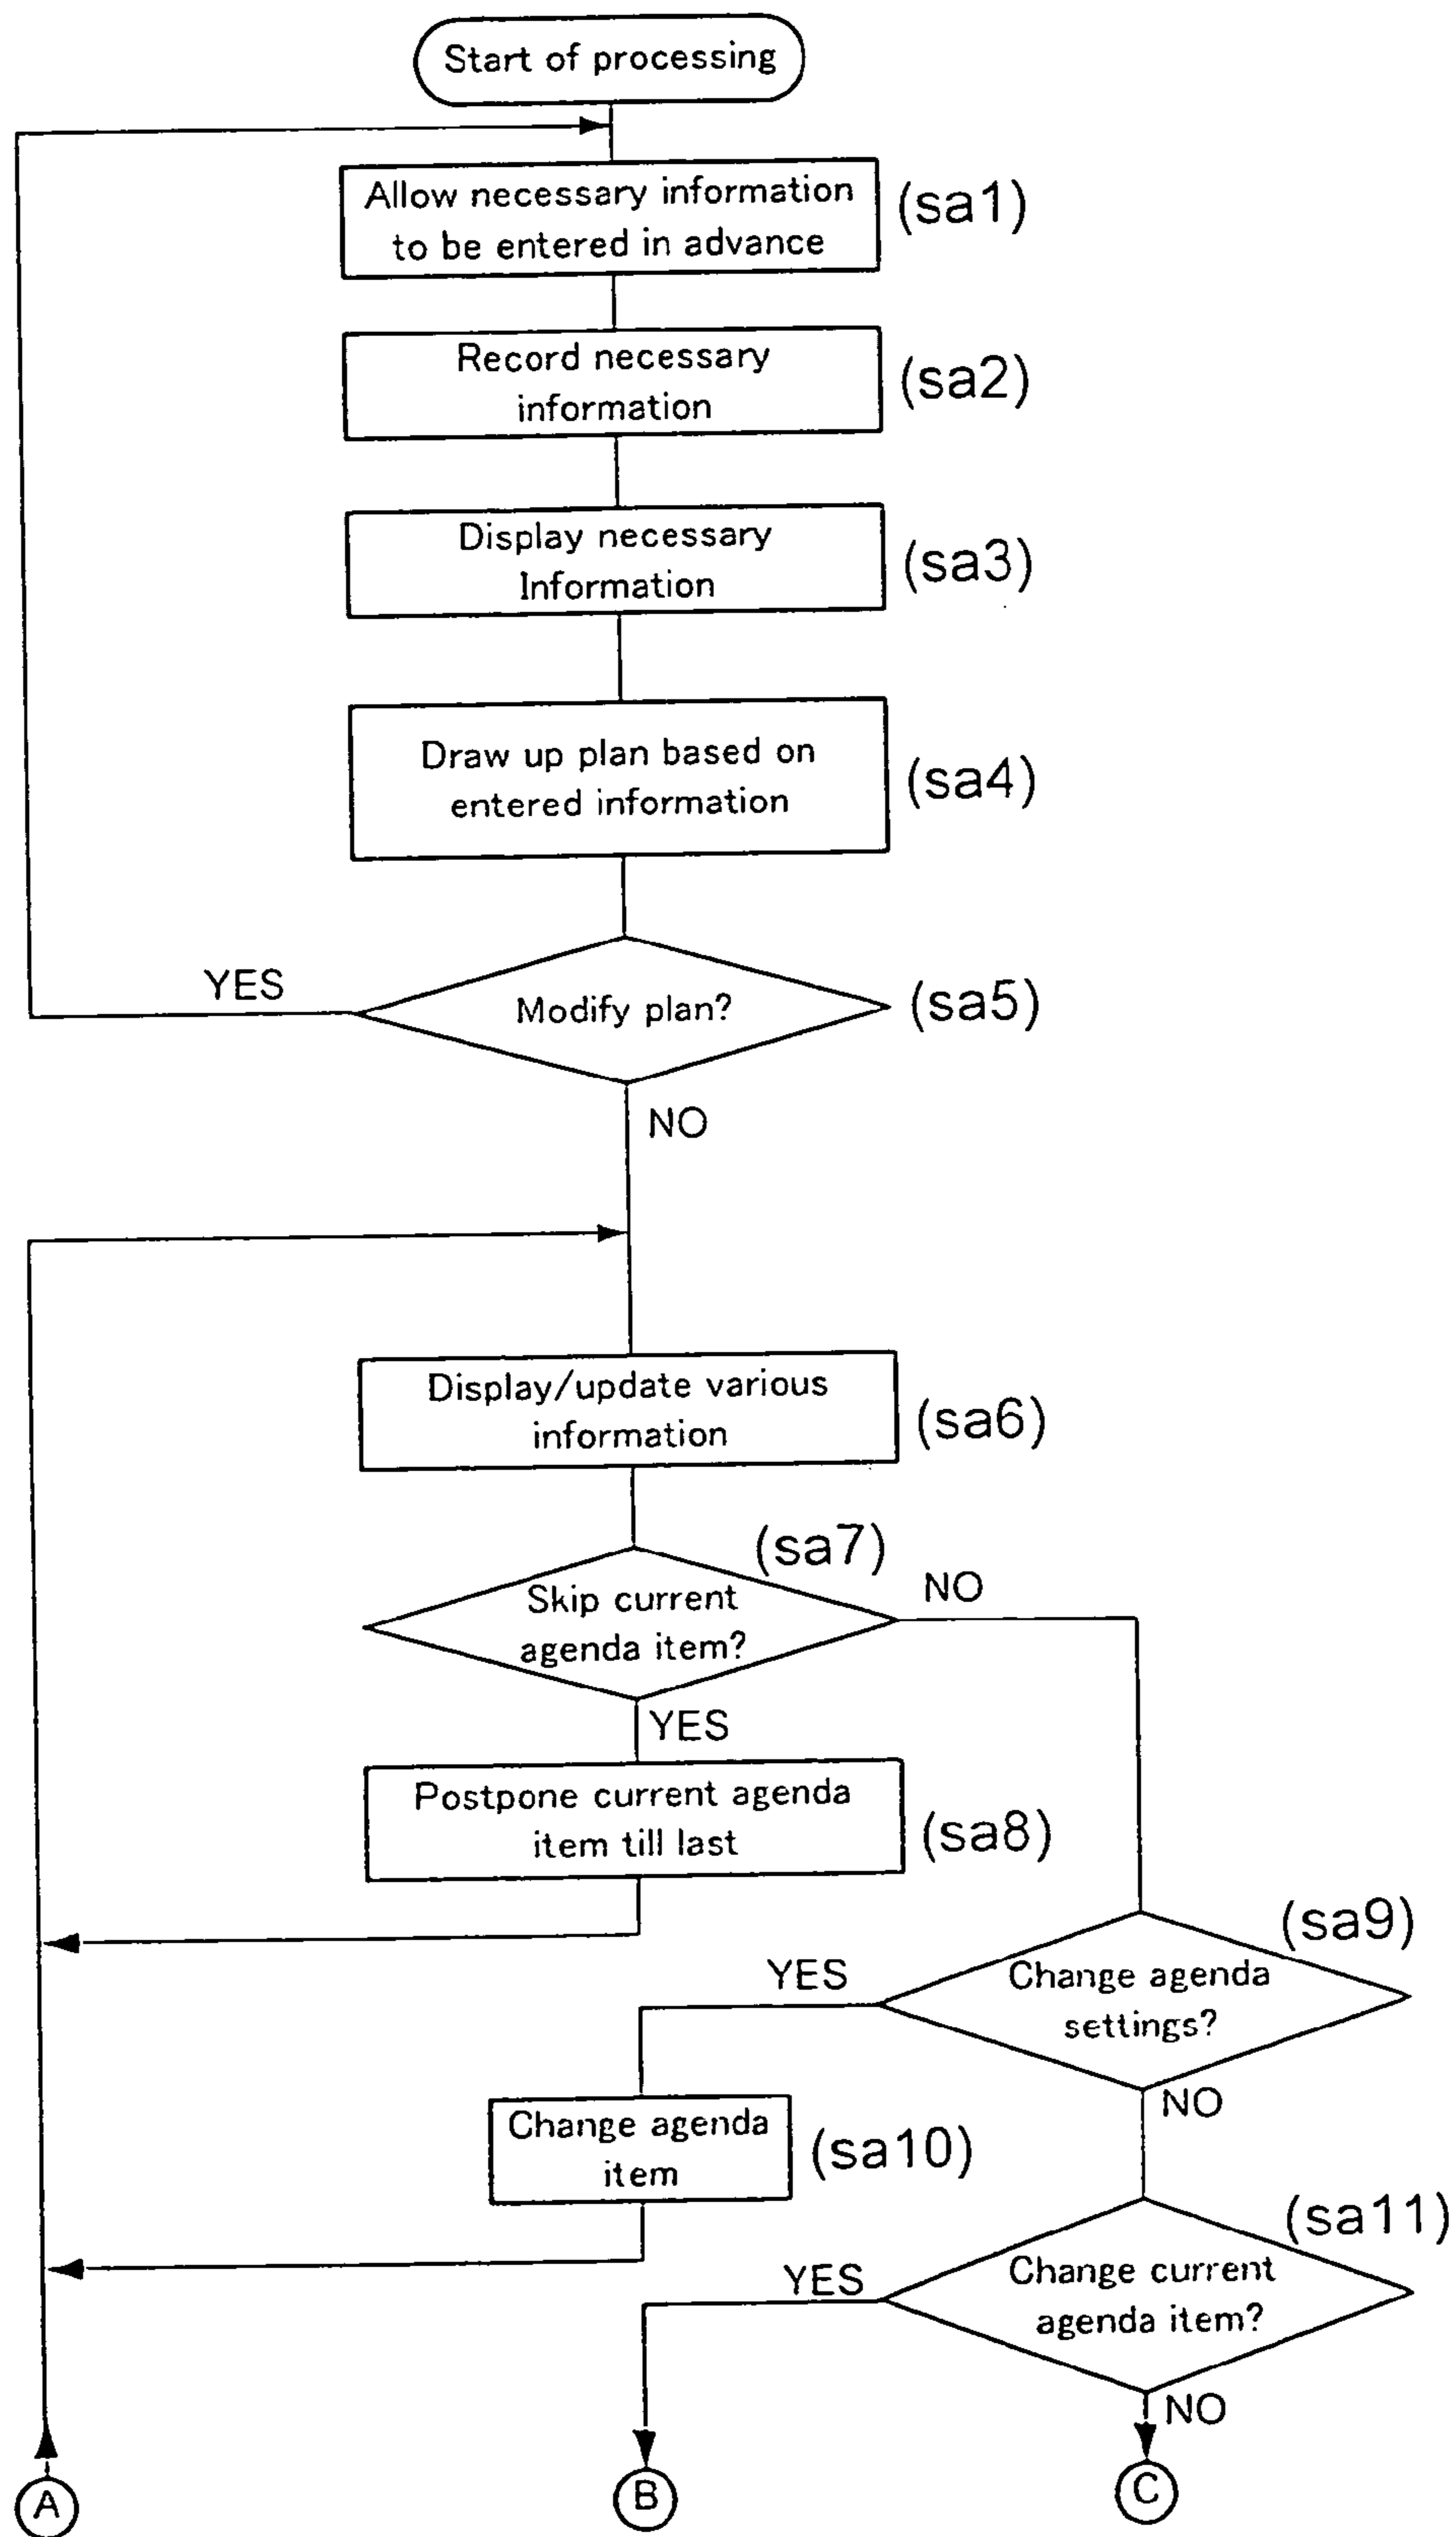 Start of processing
Allow necessary information
to be entered in advance
(sa1)
Record necessary
information
(sa2)
Display necessary
Information
(sa3)
Draw up plan based on
entered information
(sa4)
YES
Modify plan?
(sa5)
NO
Display/update various
information
(sa6)
(sa7)
Skip current
agenda item?
NO
YES
Postpone current agenda
item till last
(sa8)
(sa9)
YES
Change agenda
settings?
NO
Change agenda
item
(sa10)
(sa11)
YES
Change current
agenda item?
NO
A
B
C